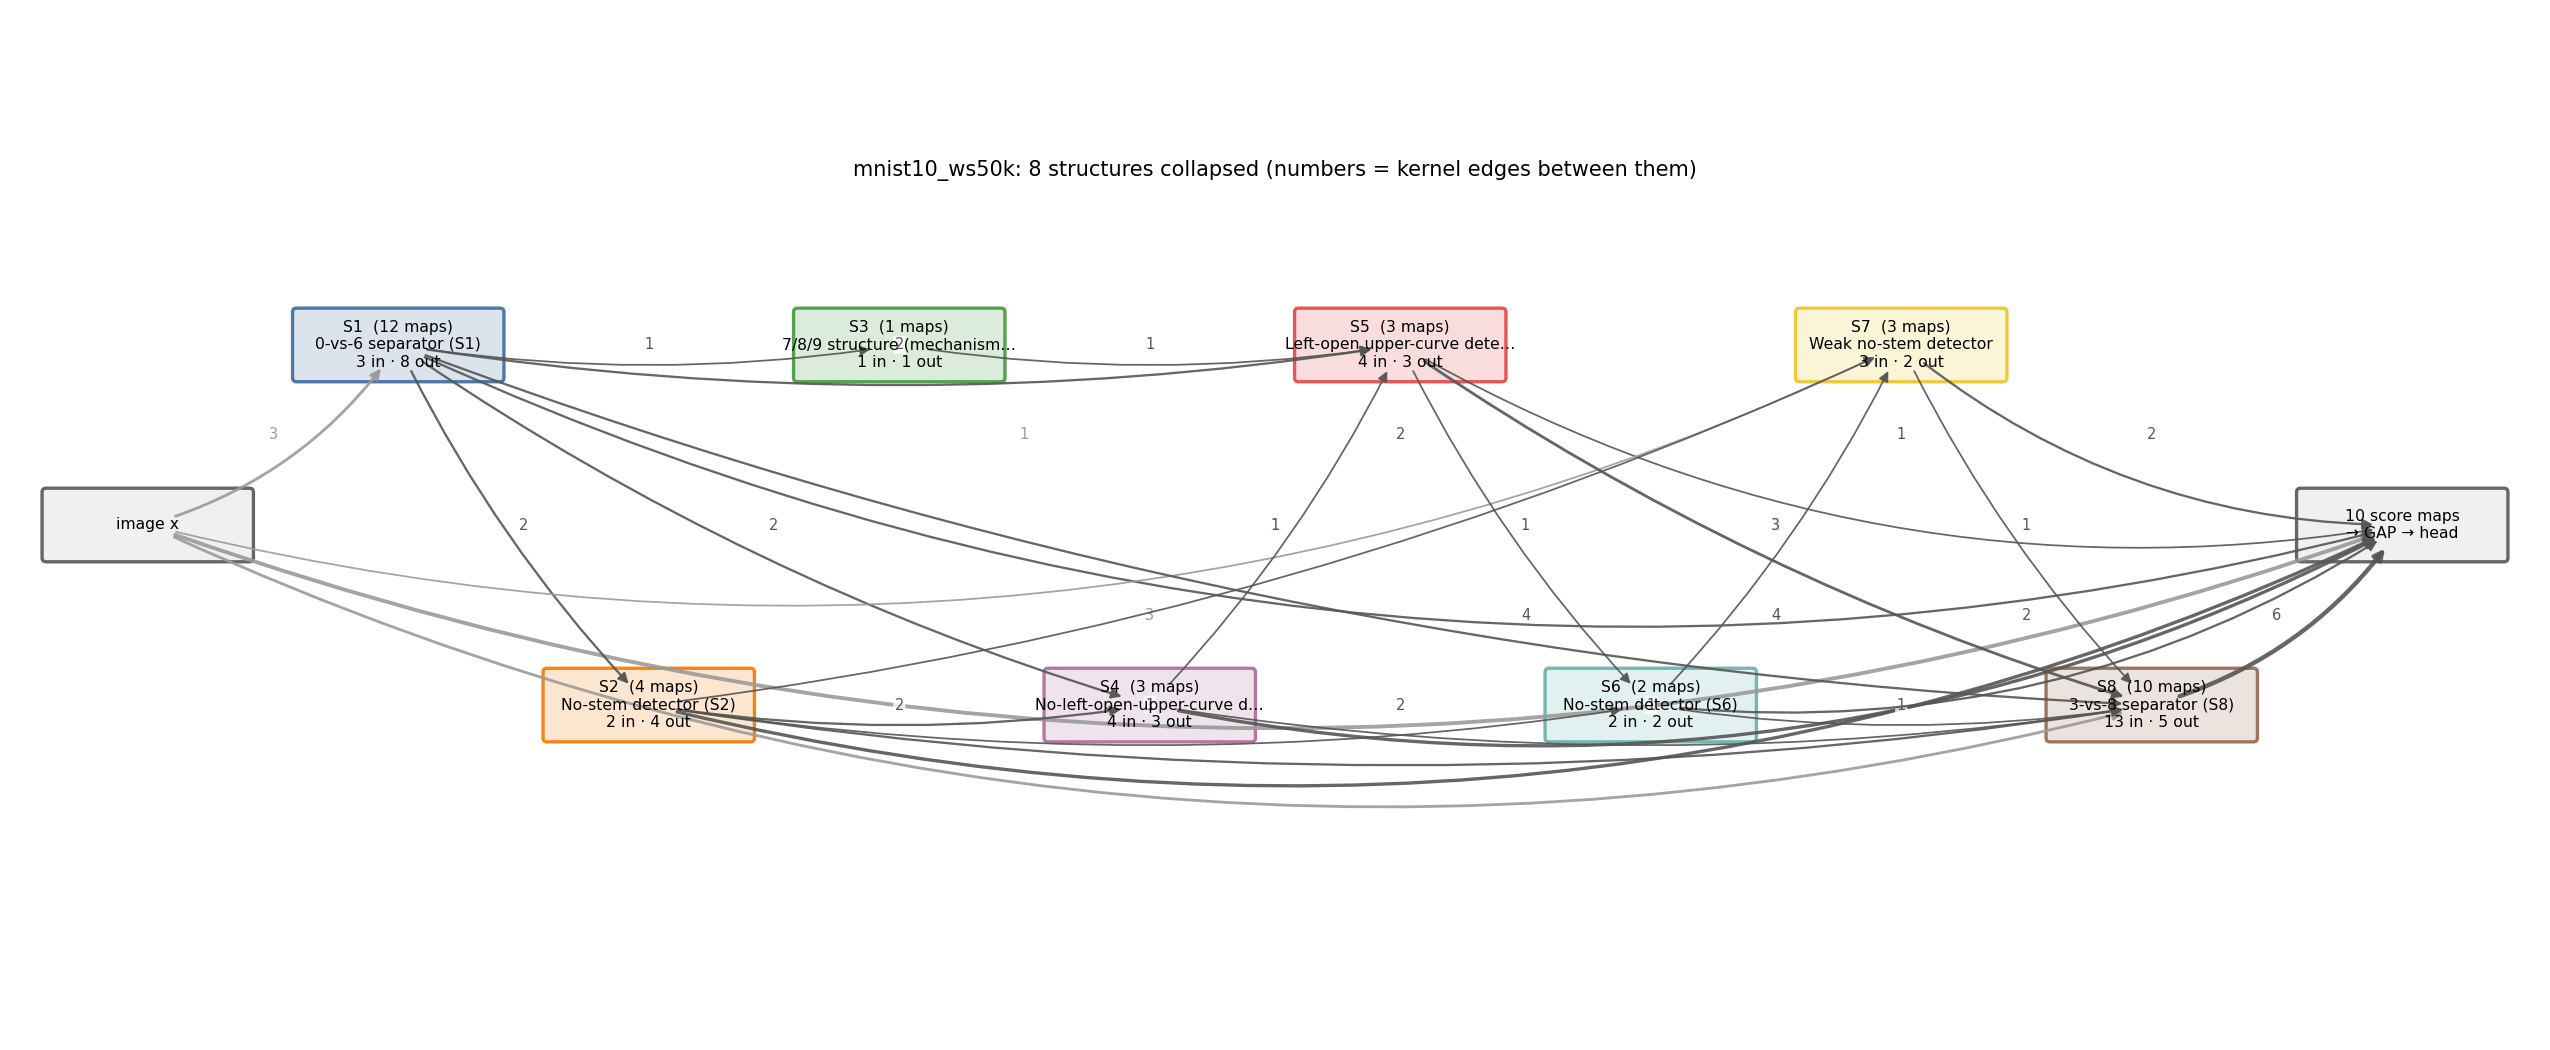 mnist10_ws50k: 8 structures collapsed (numbers = kernel edges between them)
S1 (12 maps)
0-vs-6 separator (S1)
3 in · 8 out
S3 (1 maps)
7/8/9 structure (mechanism…
1 in · 1 out
S5 (3 maps)
Left-open upper-curve dete…
4 in · 3 out
S7 (3 maps)
Weak no-stem detector
3 in · 2 out
1
2
1
3
1
2
1
2
image x
2
2
1
1
3
1
10 score maps
→ GAP → head
3
4
4
2
6
S2 (4 maps)
No-stem detector (S2)
2 in · 4 out
S4 (3 maps)
No-left-open-upper-curve d…
4 in · 3 out
S6 (2 maps)
No-stem detector (S6)
2 in · 2 out
S8 (10 maps)
3-vs-8 separator (S8)
13 in · 5 out
2
1
2
1
1